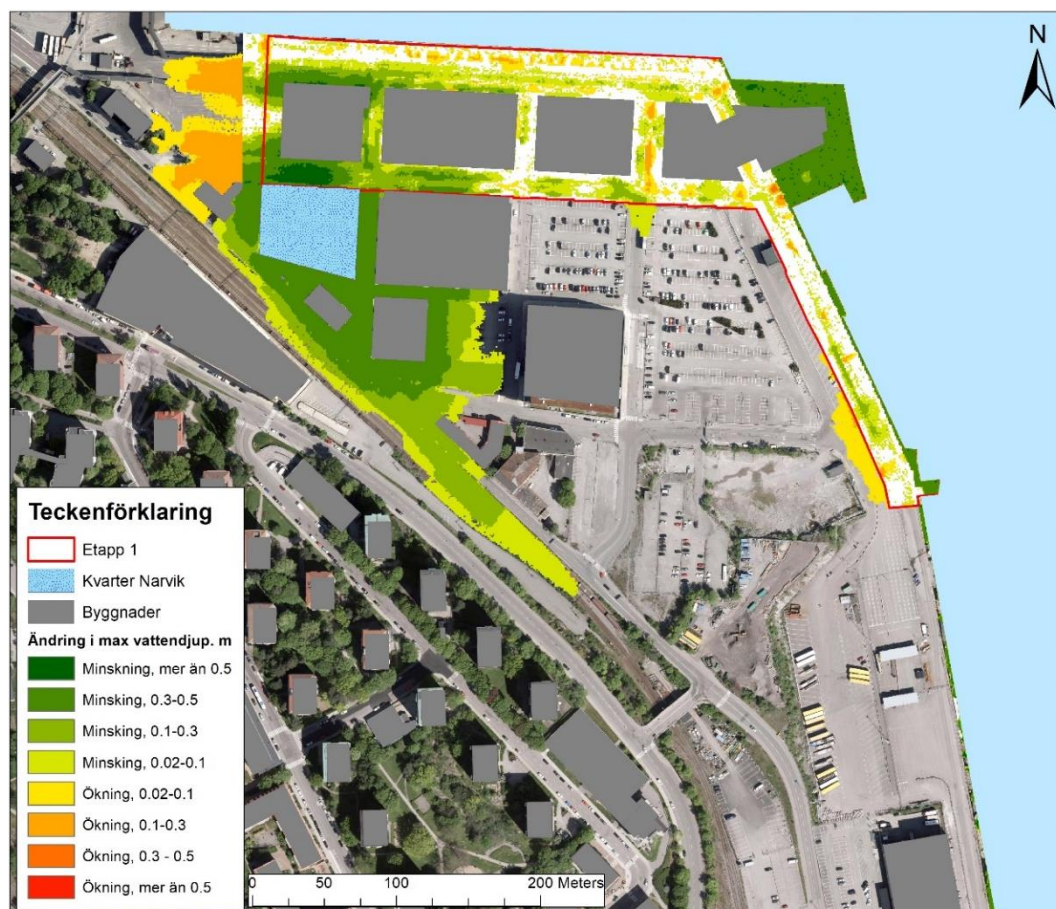 N
Teckenförklaring
Etapp 1
Kvarter Narvik
Byggnader
Ändring i max vattendjup. m
Minskning, mer än 0.5
Minsking, 0.3-0.5
Minsking, 0.1-0.3
Minsking, 0.02-0.1
Ökning, 0.02-0.1
Ökning, 0.1-0.3
Ökning, 0.3 - 0.5
Ökning, mer än 0.5
0 50 100 200 Meters